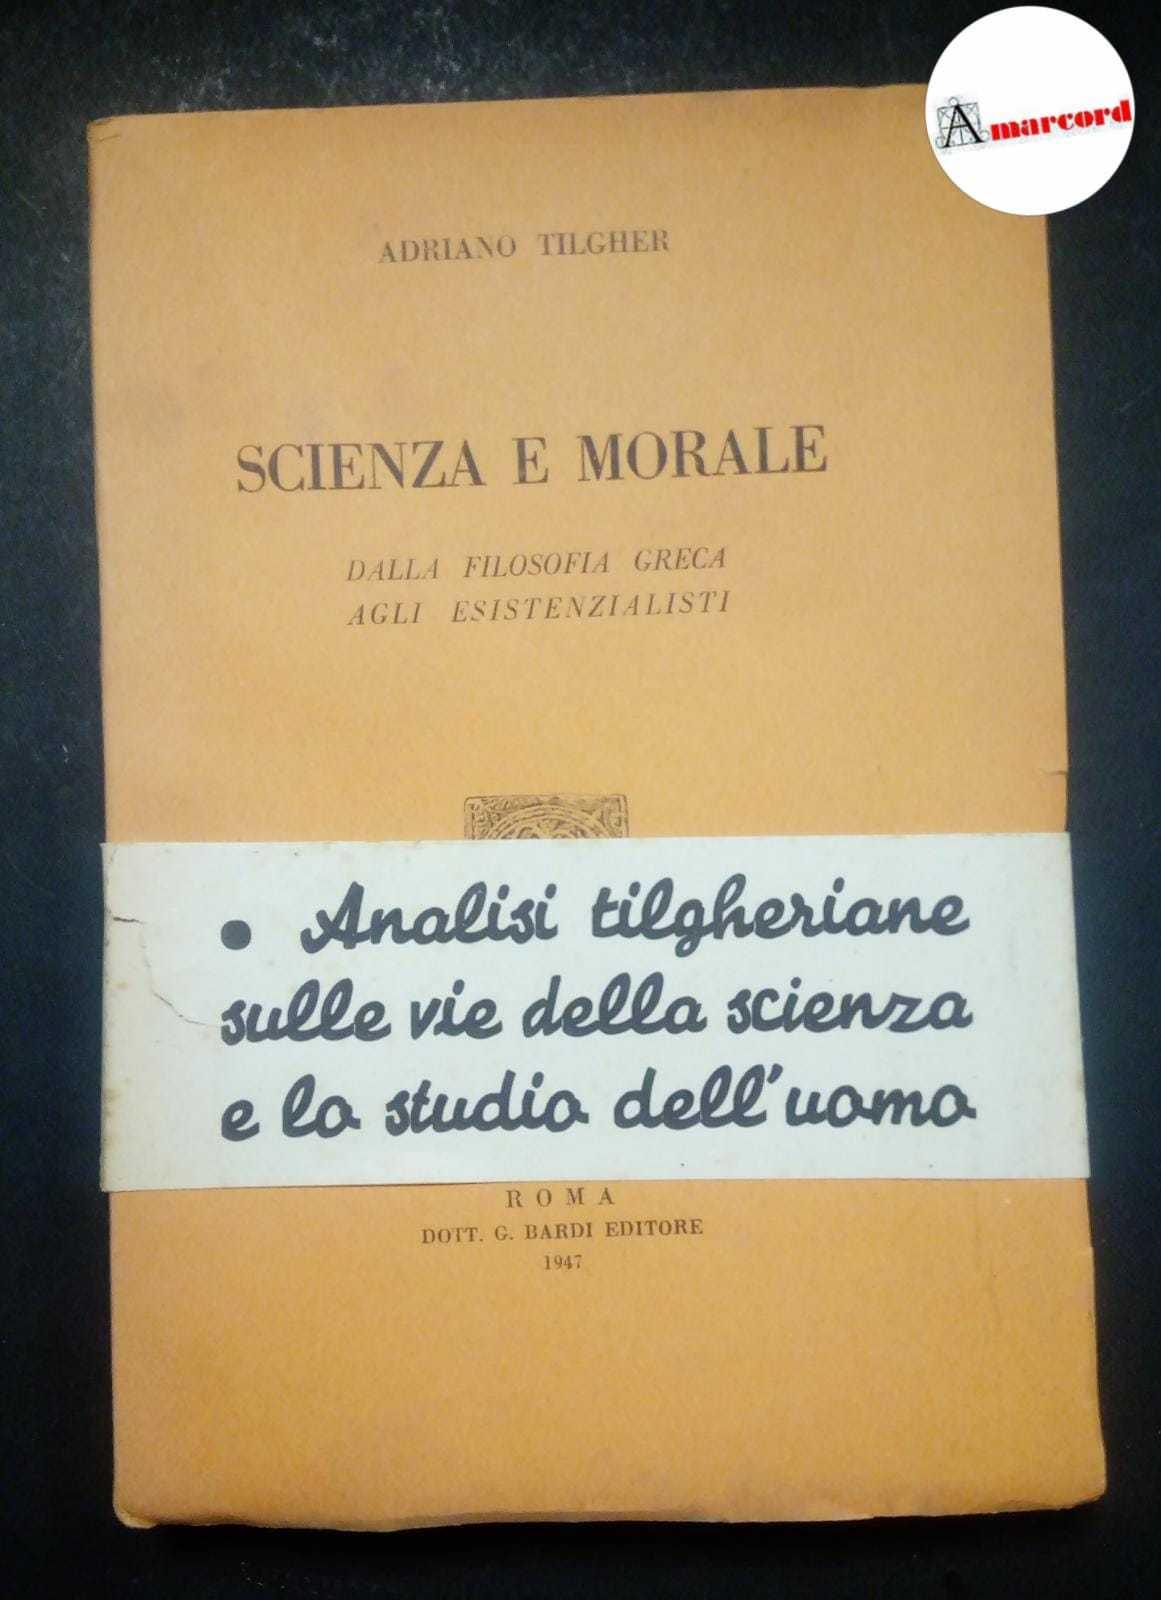 Amarcord
ADRIANO TILGHER
SCIENZA E MORALE
DALLA FILOSOFIA GRECA
AGLI ESISTENZIALISTI
• Analisi tilgheriane
sulle vie della scienza
e lo studio dell'uomo
ROMA
DOTT. G. BARDI EDITORE
1947